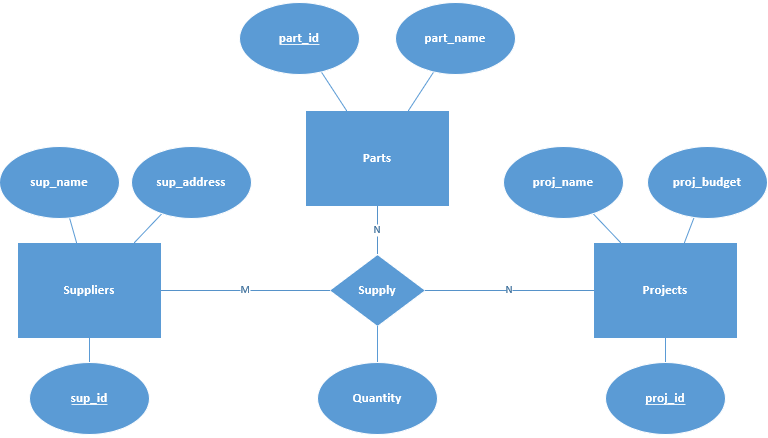 part_id
part_name
Parts
sup_name
sup_address
proj_name
proj_budget
N
Suppliers
M
Supply
N
Projects
sup_id
Quantity
proj_id